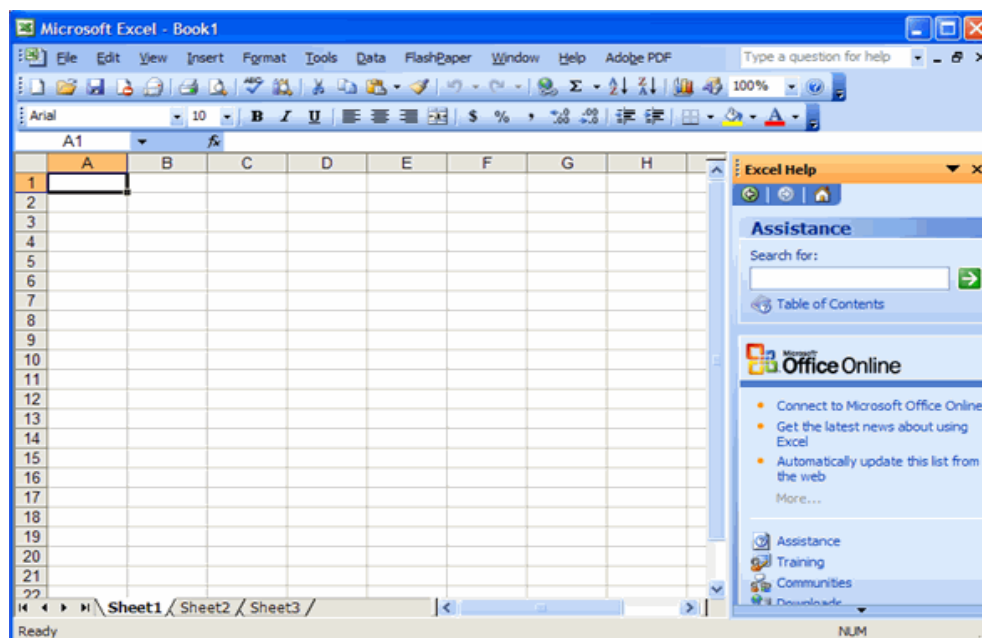 Microsoft Excel - Book1
File Edit View Insert Format Tools Data FlashPaper Window Help Adobe PDF Type a question for help
100%
Arial 10 B I U $ % ,
A1 fx
A B C D E F G H
1
2
3
4
5
6
7
8
9
10
11
12
13
14
15
16
17
18
19
20
21
22
Sheet1 Sheet2 Sheet3
Ready NUM
Excel Help
Assistance
Search for:
Table of Contents
Microsoft
Office Online
Connect to Microsoft Office Online
Get the latest news about using
Excel
Automatically update this list from
the web
More...
Assistance
Training
Communities
Downloads